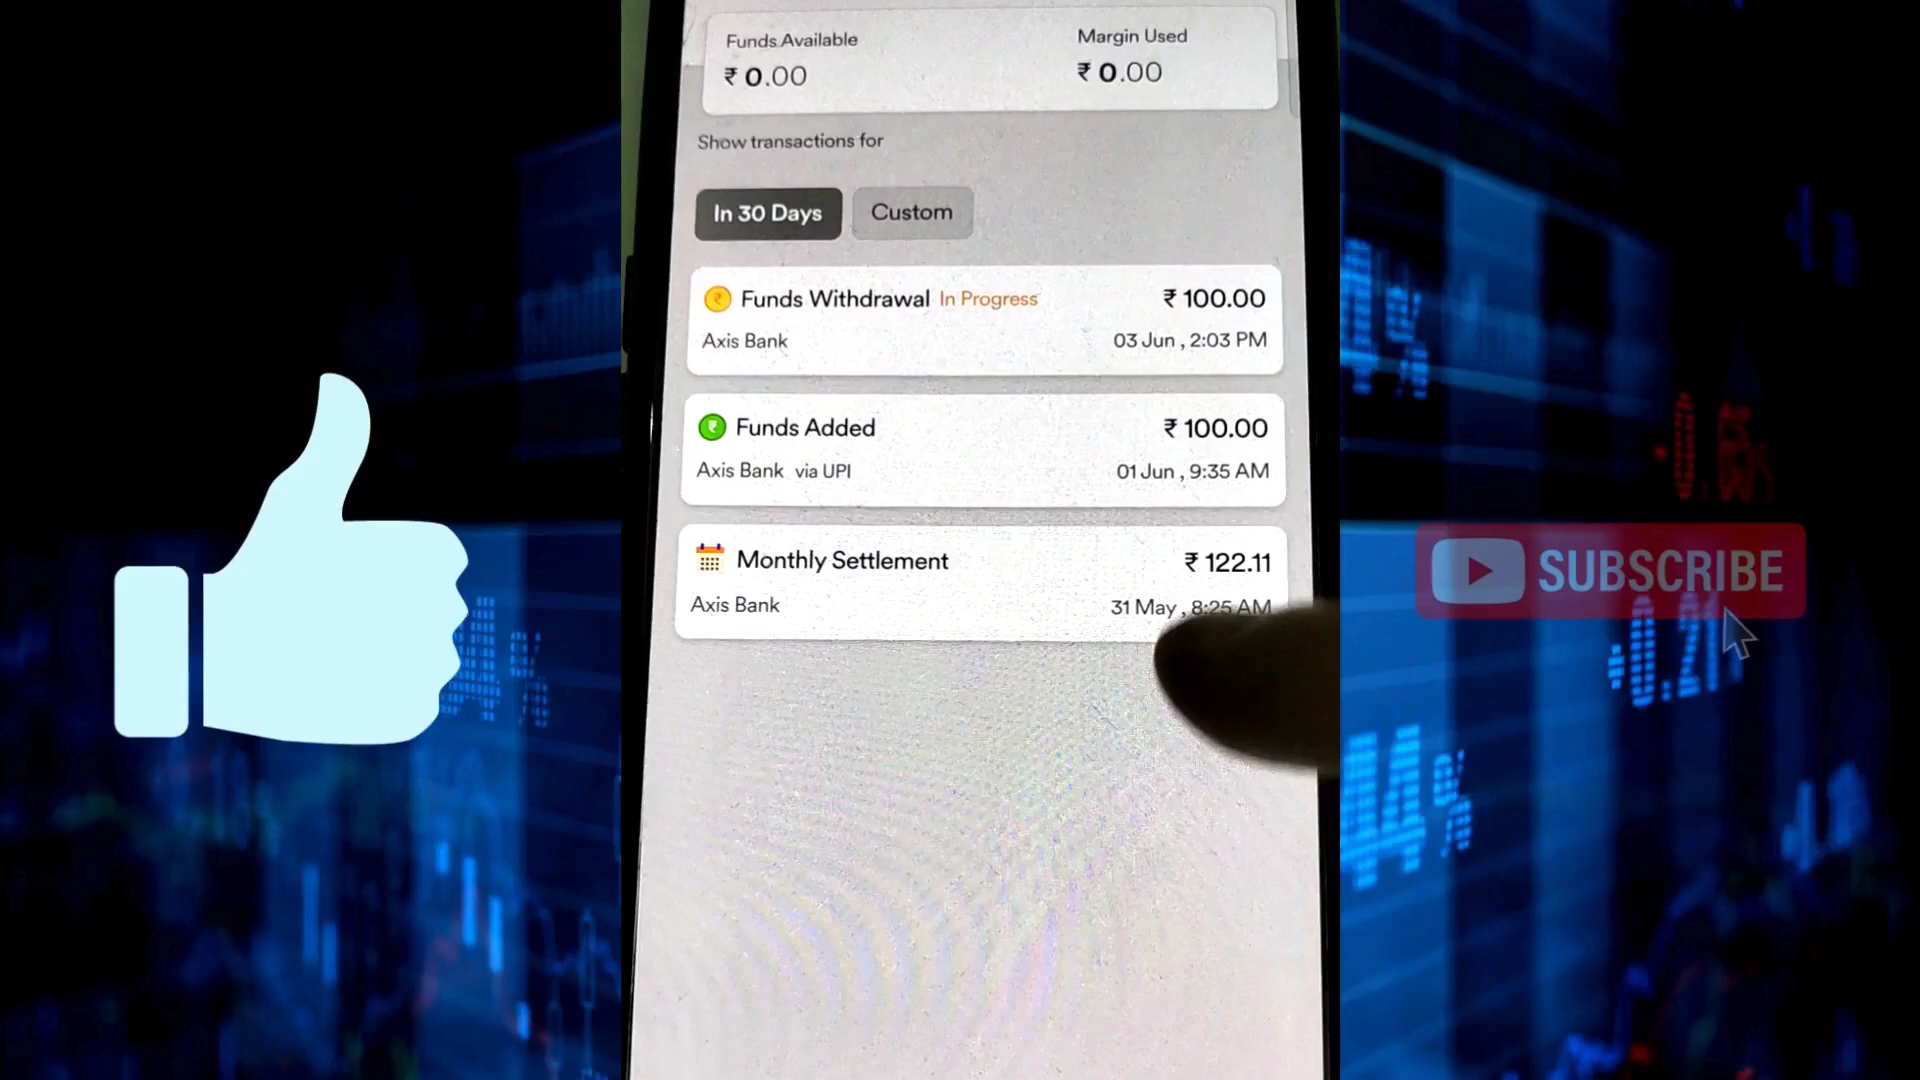 Funds Available
₹ 0.00
Margin Used
₹ 0.00
Show transactions for
In 30 Days
Custom
Funds Withdrawal In Progress
₹ 100.00
Axis Bank
03 Jun , 2:03 PM
Funds Added
₹ 100.00
Axis Bank via UPI
01 Jun , 9:35 AM
Monthly Settlement
₹ 122.11
Axis Bank
31 May , 8:25 AM
SUBSCRIBE